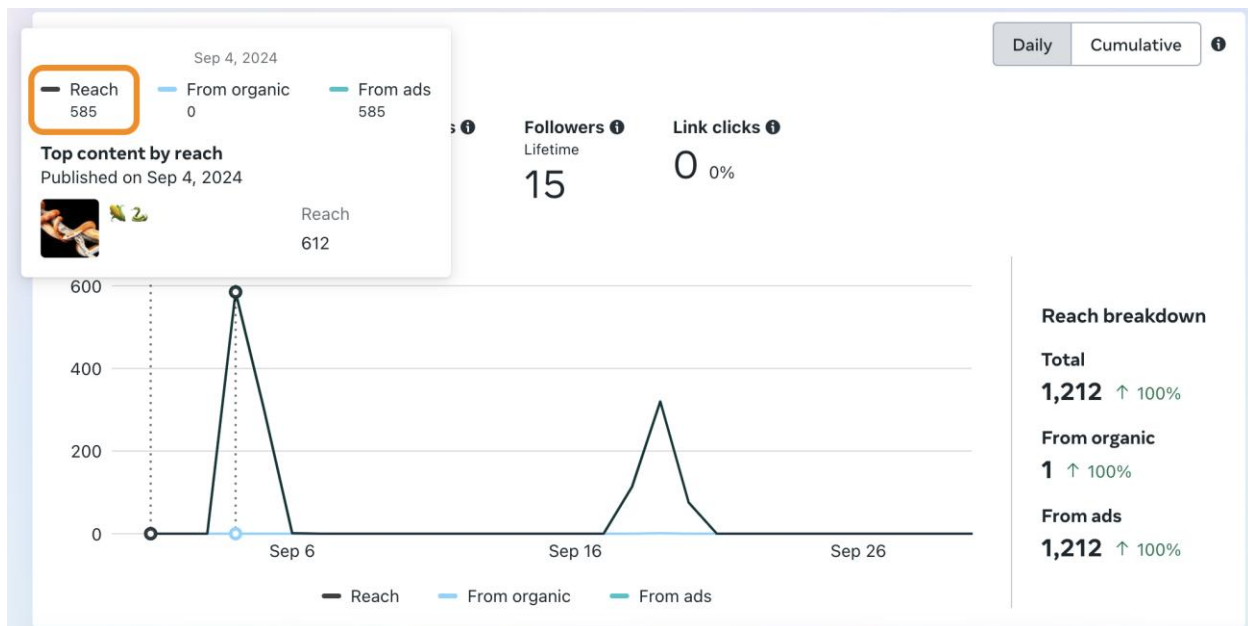 Daily Cumulative
Sep 4, 2024
Reach From organic From ads
585 0 585
Top content by reach
Published on Sep 4, 2024
Reach
612
s Followers Link clicks
Lifetime
15 0 0%
600
400
200
0
Sep 6 Sep 16 Sep 26
Reach From organic From ads
Reach breakdown
Total
1,212 ↑ 100%
From organic
1 ↑ 100%
From ads
1,212 ↑ 100%